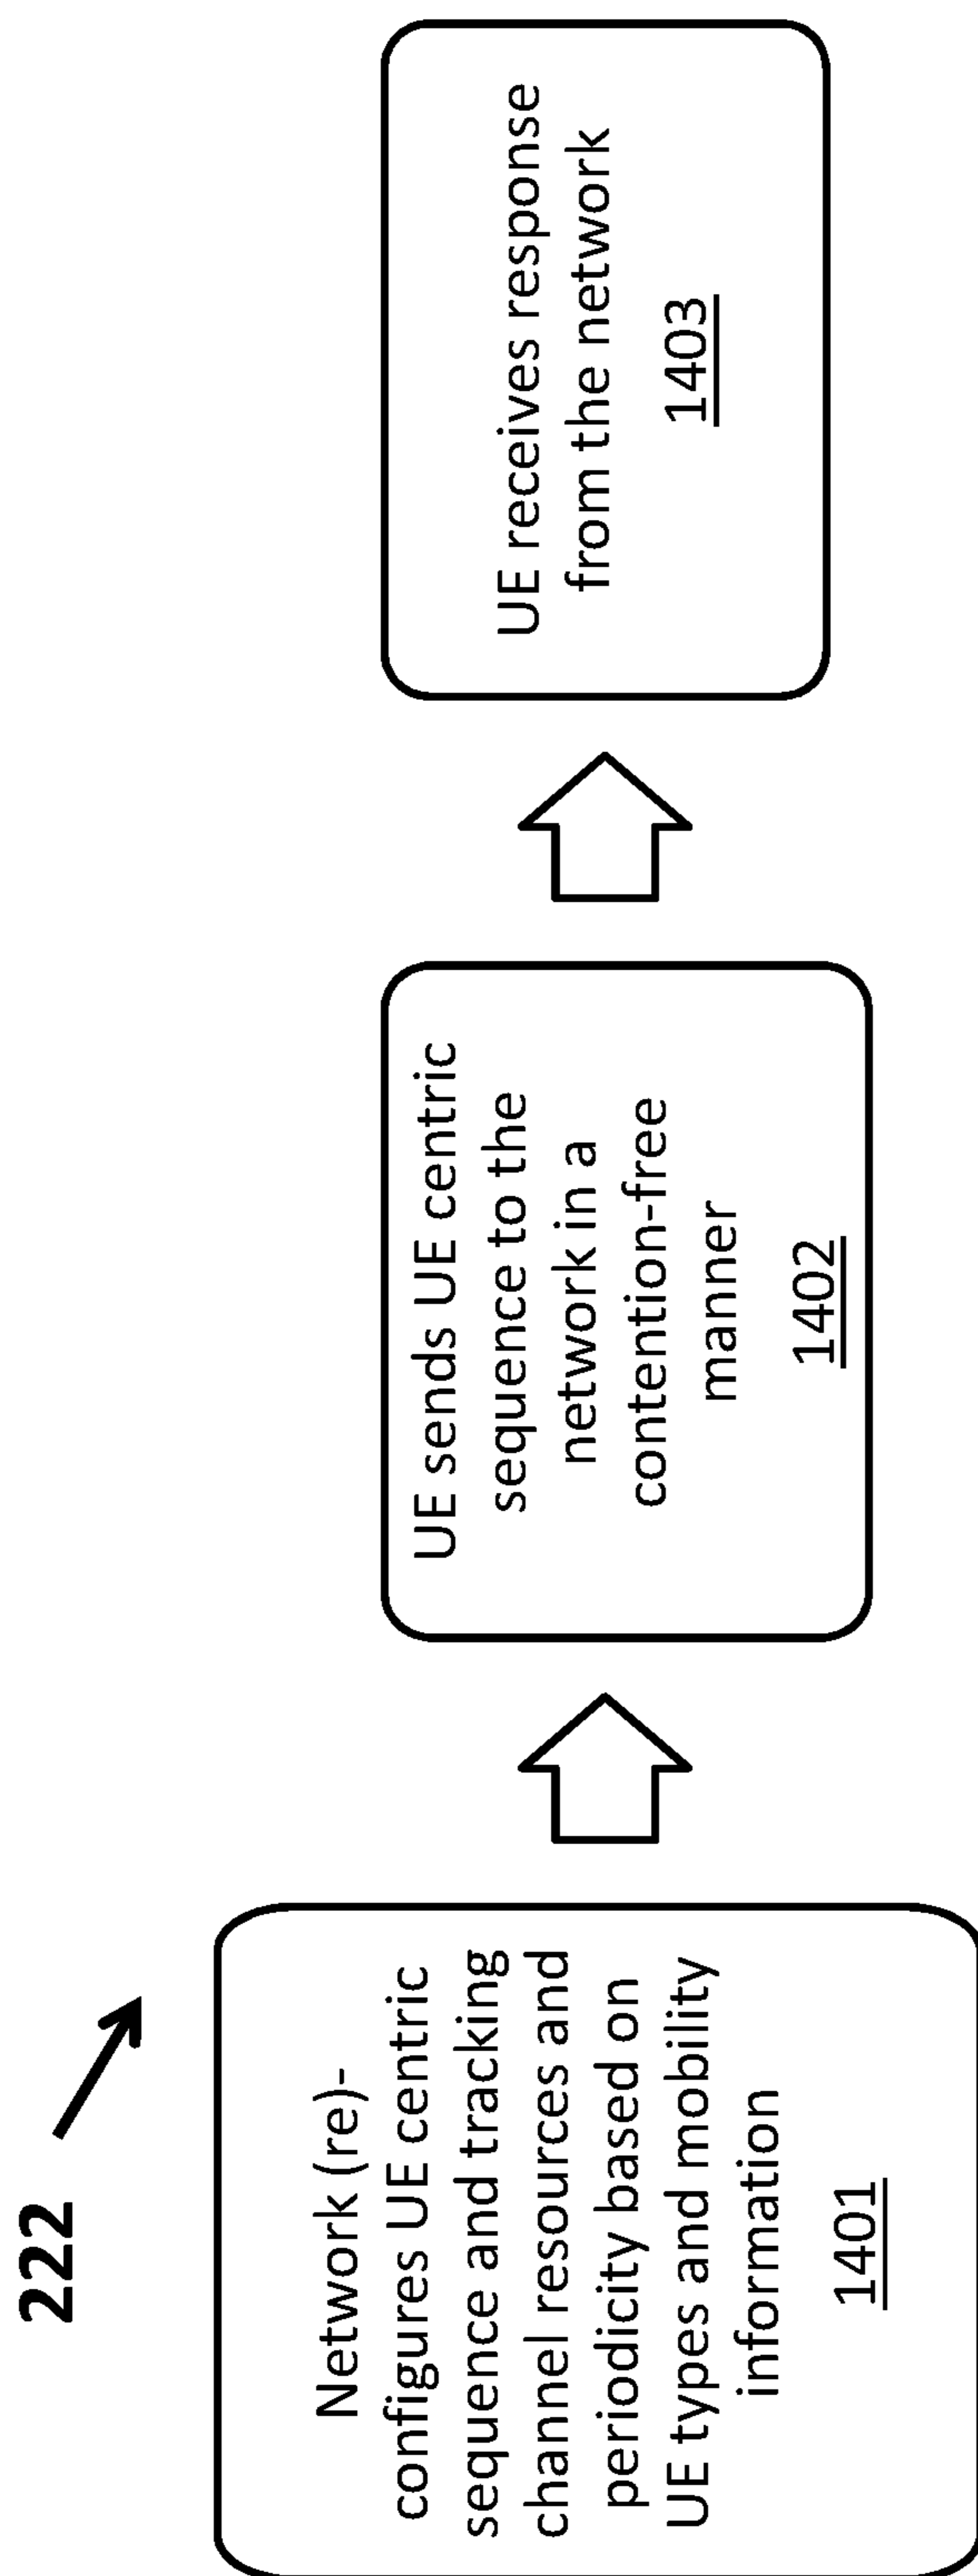 222
Network (re)-
configures UE centric
sequence and tracking
channel resources and
periodicity based on
UE types and mobility
information
1401
UE sends UE centric
sequence to the
network in a
contention-free
manner
1402
UE receives response
from the network
1403